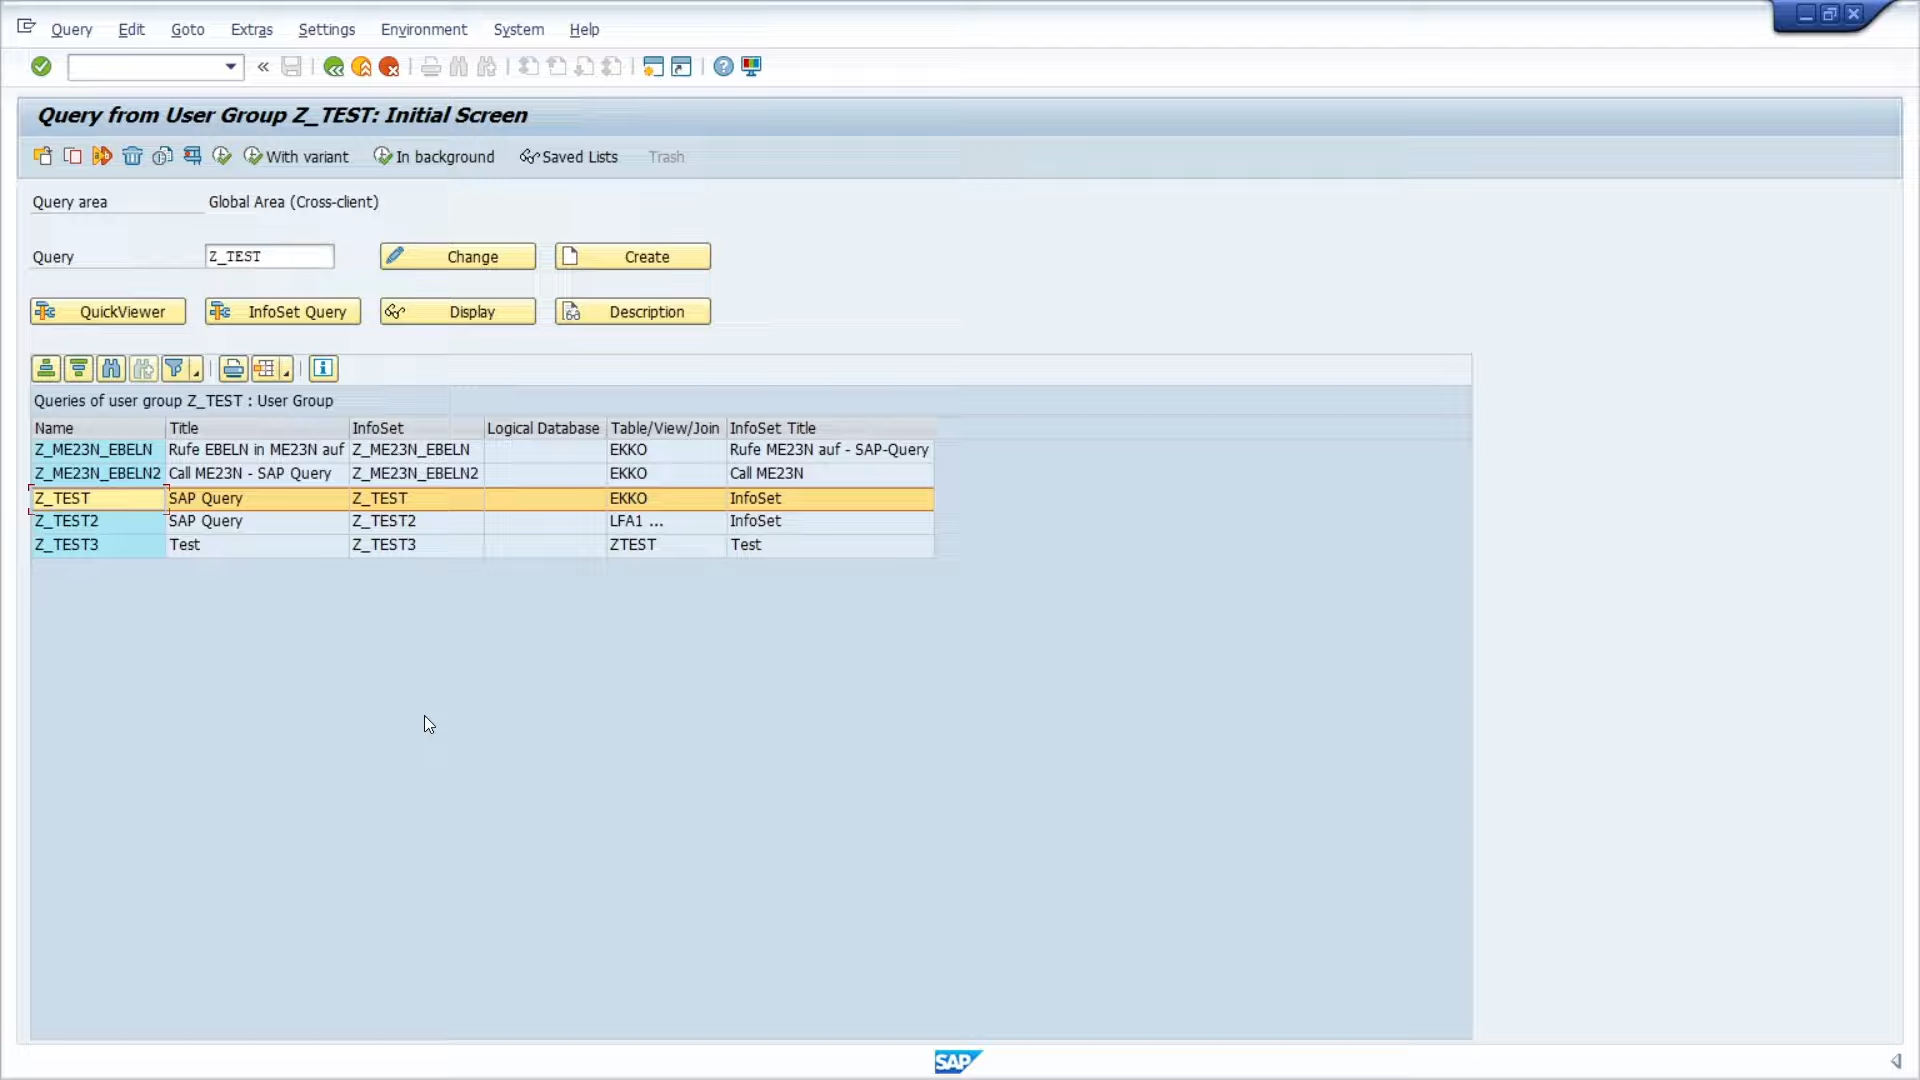 Query Edit Goto Extras Settings Environment System Help
Query from User Group Z_TEST: Initial Screen
With variant In background Saved Lists Trash
Query area Global Area (Cross-client)
Query Z_TEST Change Create
QuickViewer InfoSet Query Display Description
Queries of user group Z_TEST : User Group
Name Title InfoSet Logical Database Table/View/Join InfoSet Title
Z_ME23N_EBELN Rufe EBELN in ME23N auf Z_ME23N_EBELN EKKO Rufe ME23N auf - SAP-Query
Z_ME23N_EBELN2 Call ME23N - SAP Query Z_ME23N_EBELN2 EKKO Call ME23N
Z_TEST SAP Query Z_TEST EKKO InfoSet
Z_TEST2 SAP Query Z_TEST2 LFA1 ... InfoSet
Z_TEST3 Test Z_TEST3 ZTEST Test
SAP